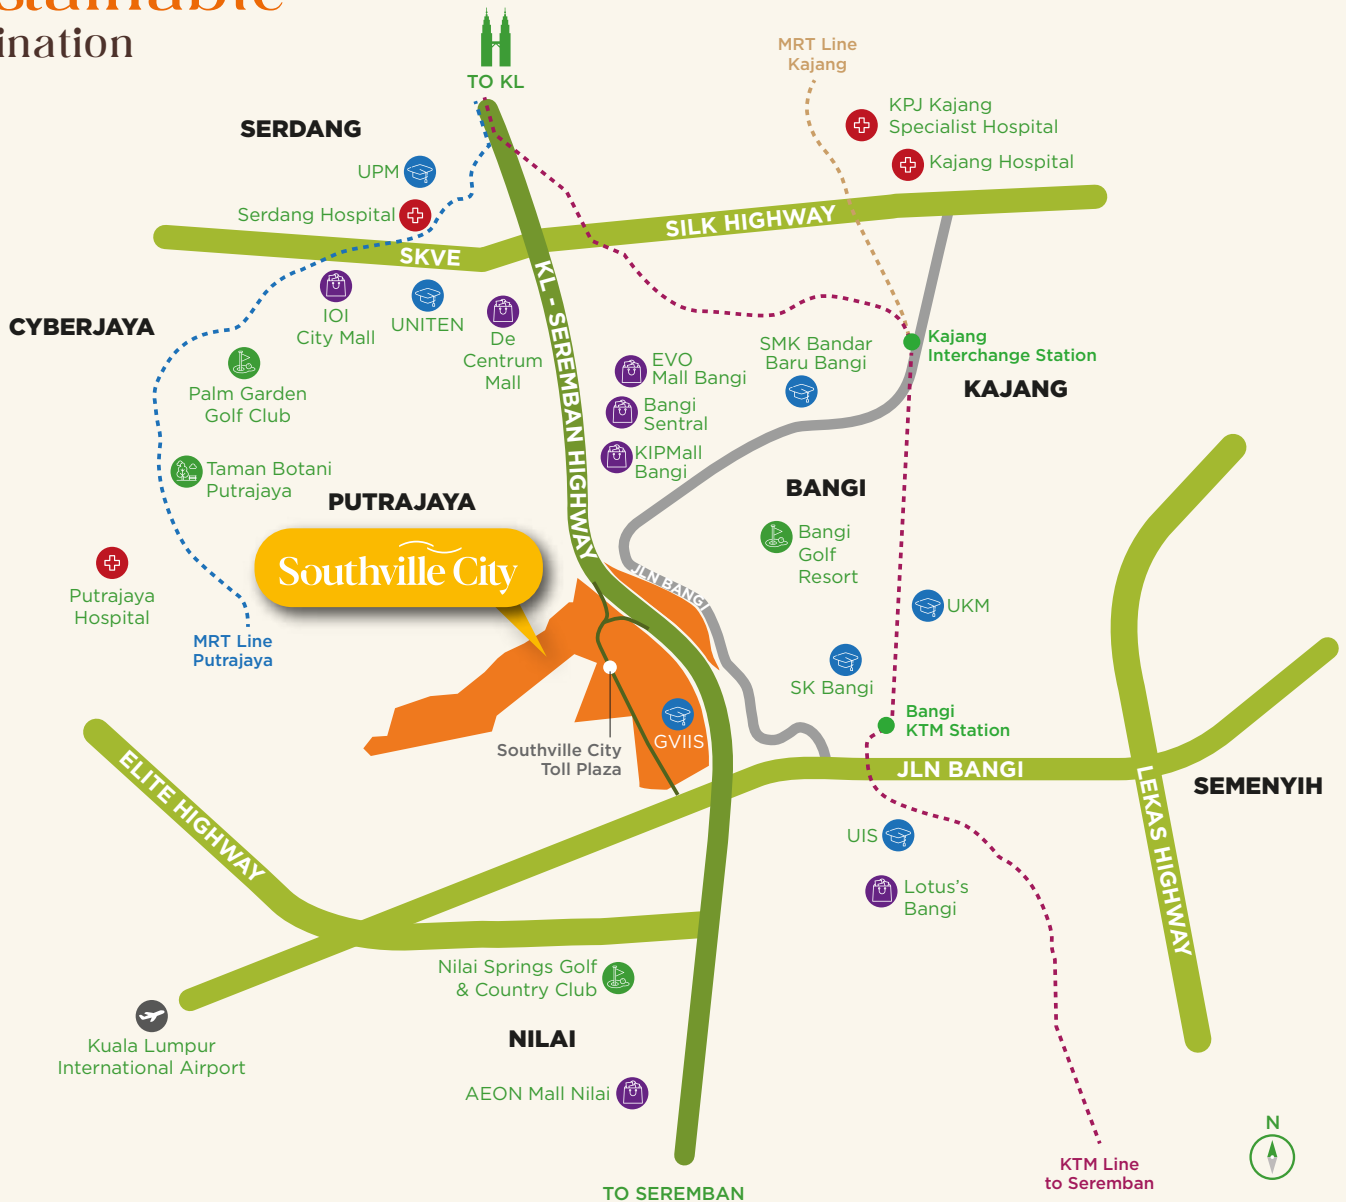 stainable
ination
TO KL
MRT Line
Kajang
SERDANG
KPJ Kajang
Specialist Hospital
UPM
Kajang Hospital
Serdang Hospital
SILK HIGHWAY
SKVE
KL - SEREMBAN HIGHWAY
IOI
City Mall
UNITEN
De
Centrum
Mall
CYBERJAYA
Kajang
Interchange Station
SMK Bandar
Baru Bangi
EVO
Mall Bangi
KAJANG
Palm Garden
Golf Club
Bangi
Sentral
KIPMall
Bangi
Taman Botani
Putrajaya
PUTRAJAYA
BANGI
Southville City
Bangi
Golf
Resort
JLN BANGI
Putrajaya
Hospital
UKM
MRT Line
Putrajaya
SK Bangi
Bangi
KTM Station
GVIIS
Southville City
Toll Plaza
ELITE HIGHWAY
JLN BANGI
LEKAS HIGHWAY
SEMENYIH
UIS
Lotus's
Bangi
Nilai Springs Golf
& Country Club
NILAI
Kuala Lumpur
International Airport
AEON Mall Nilai
N
KTM Line
to Seremban
TO SEREMBAN